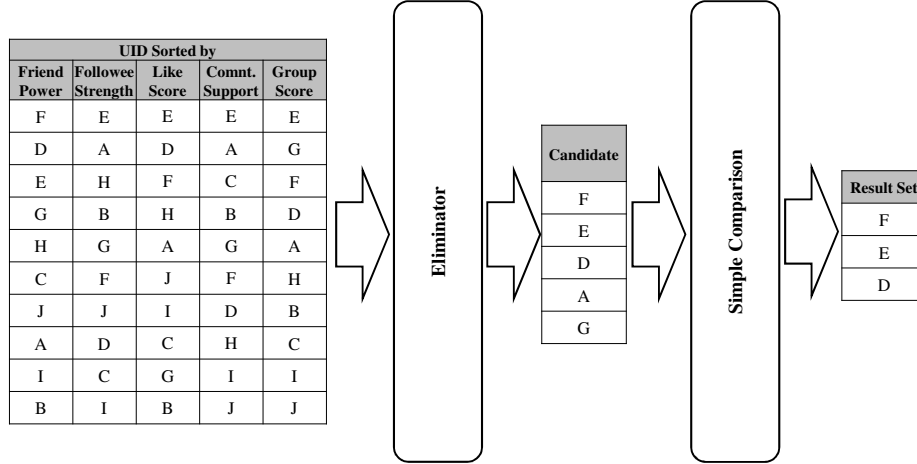 UID Sorted by
Friend Power Followee Strength Like Score Comnt. Support Group Score
F E E E E
D A D A G
E H F C F
G B H B D
H G A G A
C F J F H
J J I D B
A D C H C
I C G I I
B I B J J
Eliminator
Candidate
F
E
D
A
G
Simple Comparison
Result Set
F
E
D